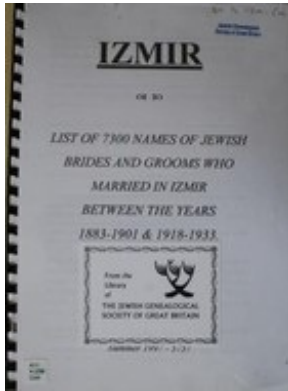 IZMIR
LIST OF 7300 NAMES OF JEWISH
BRIDES AND GROOMS WHO
MARRIED IN IZMIR
BETWEEN THE YEARS
1883-1901 & 1918-1933.
From the
Library
of
THE JEWISH GENEALOGICAL
SOCIETY OF GREAT BRITAIN